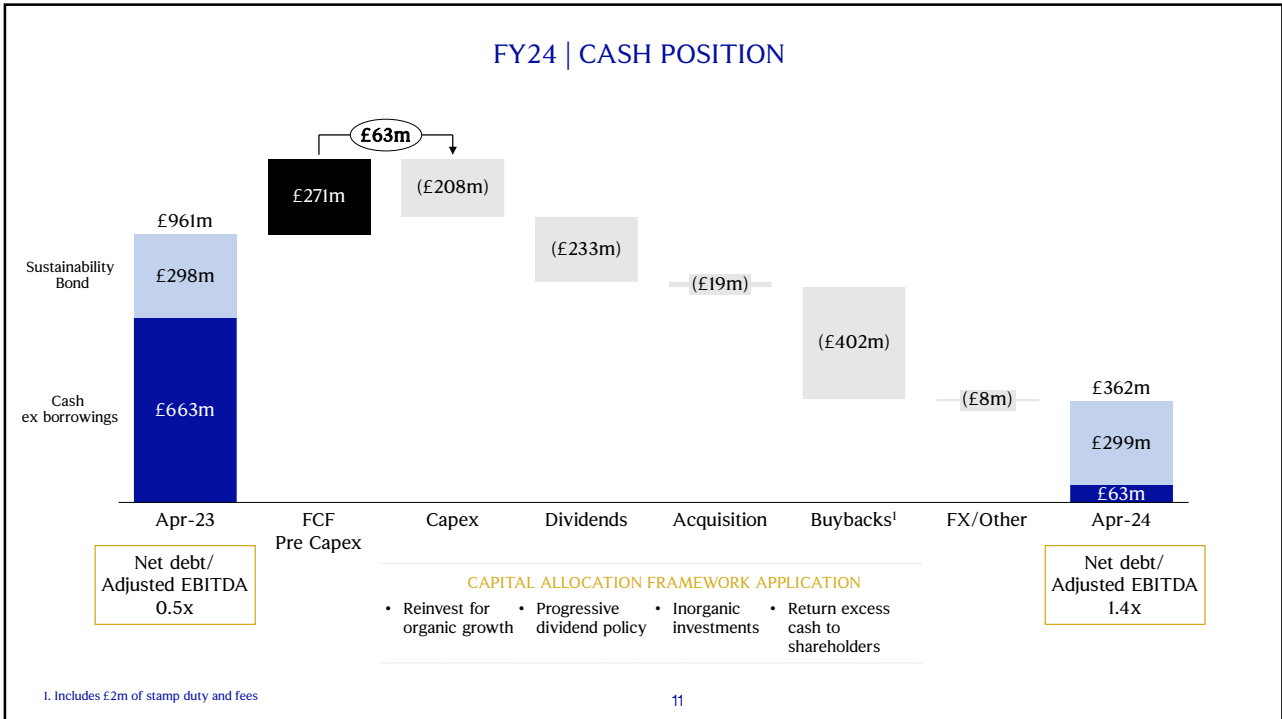 FY24 | CASH POSITION
£63m
£961m
£271m
(£208m)
(£233m)
(£19m)
(£402m)
(£8m)
£362m
Sustainability
Bond
£298m
£299m
Cash
ex borrowings
£663m
£63m
Apr-23
FCF
Pre Capex
Capex
Dividends
Acquisition
Buybacks¹
FX/Other
Apr-24
Net debt/
Adjusted EBITDA
0.5x
CAPITAL ALLOCATION FRAMEWORK APPLICATION
• Reinvest for
organic growth
• Progressive
dividend policy
• Inorganic
investments
• Return excess
cash to
shareholders
Net debt/
Adjusted EBITDA
1.4x
1. Includes £2m of stamp duty and fees
11